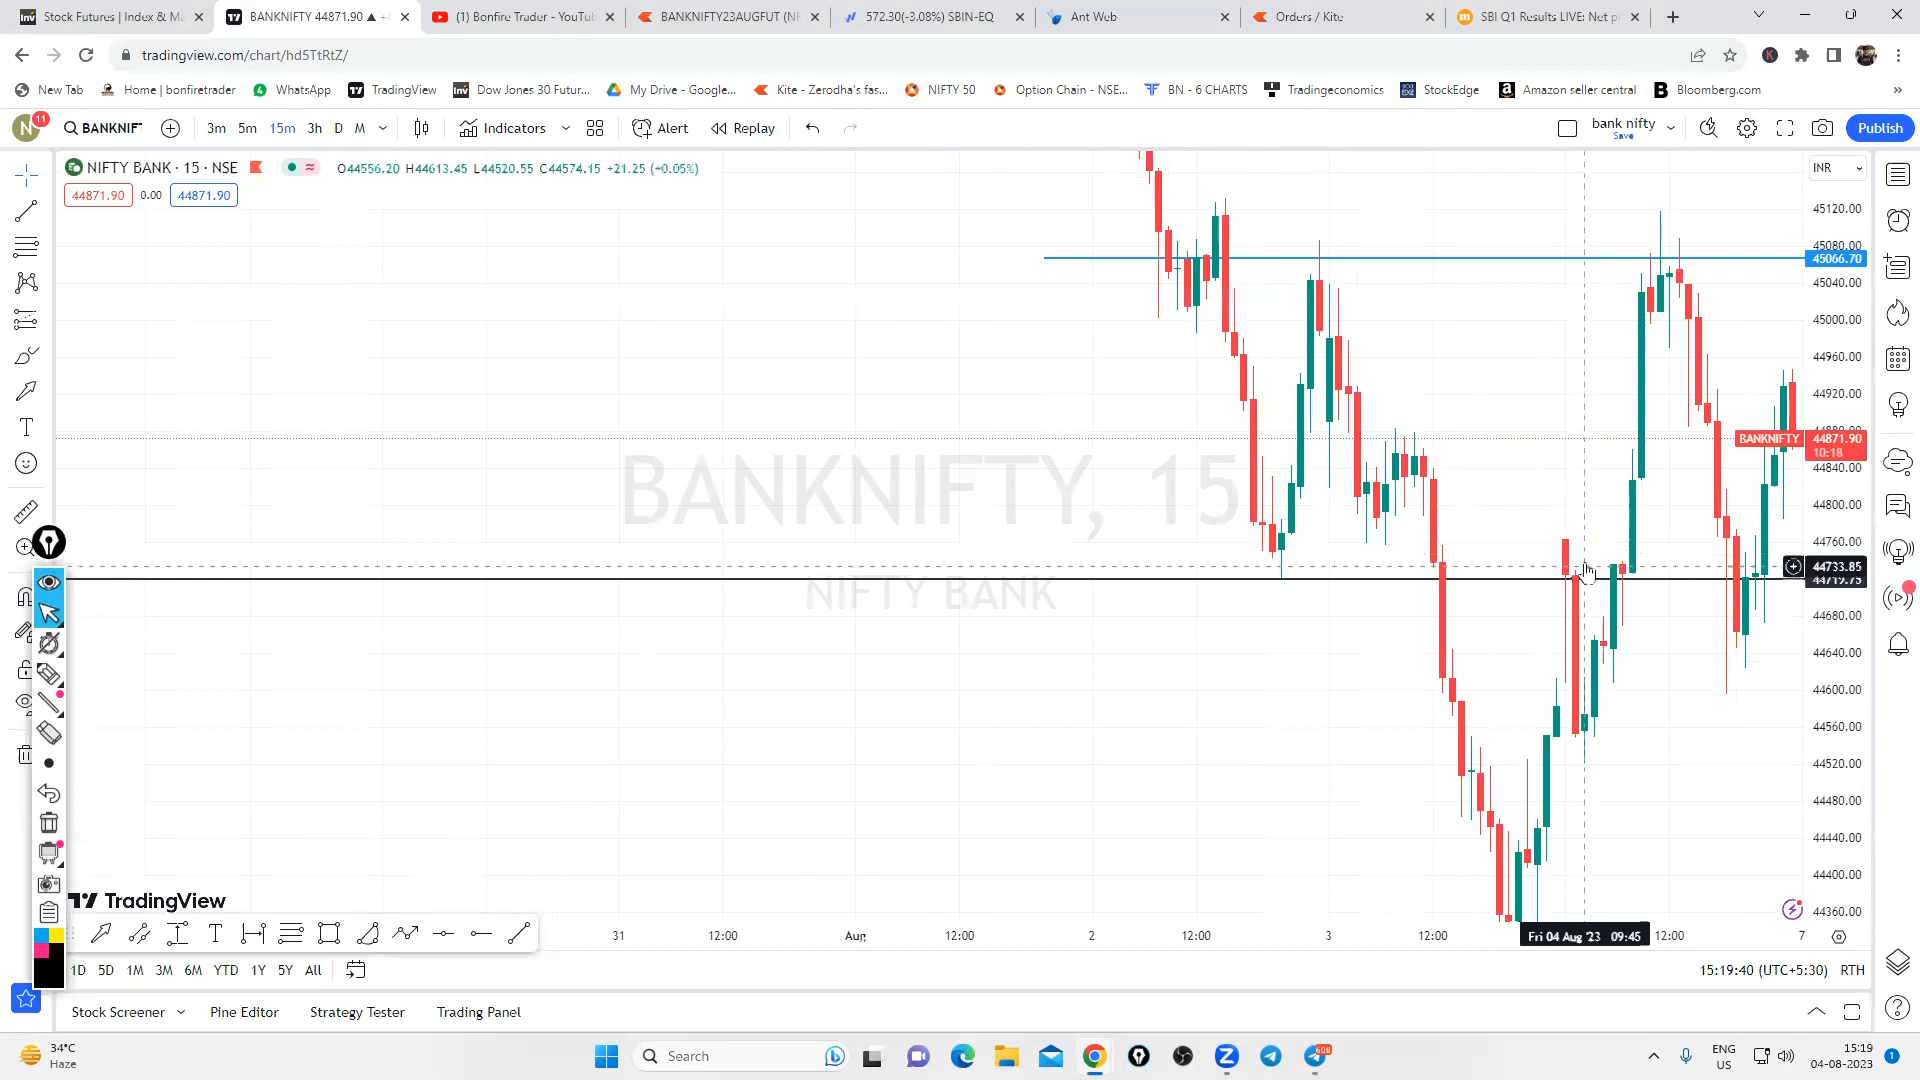 Stock Futures | Index & Ma
BANKNIFTY 44871.90 ▲ +
(1) Bonfire Trader - YouTub
BANKNIFTY23AUGFUT (NF
572.30(-3.08%) SBIN-EQ
Ant Web
Orders / Kite
SBI Q1 Results LIVE: Net p
tradingview.com/chart/hd5TtRtZ/
New Tab
Home | bonfiretrader
WhatsApp
TradingView
Dow Jones 30 Futur...
My Drive - Google...
Kite - Zerodha's fas...
NIFTY 50
Option Chain - NSE...
BN - 6 CHARTS
Tradingeconomics
StockEdge
Amazon seller central
Bloomberg.com
N
11
BANKNIF
3m 5m 15m 3h D M
Indicators
Alert
Replay
bank nifty
Save
Publish
NIFTY BANK · 15 · NSE
O44556.20 H44613.45 L44520.55 C44574.15 +21.25 (+0.05%)
44871.90 0.00 44871.90
INR
45120.00
45080.00
45066.70
45040.00
45000.00
44960.00
44920.00
44880.00
BANKNIFTY 44871.90
10:18
44840.00
44800.00
44760.00
44733.85
44719.75
44680.00
44640.00
44600.00
44560.00
44520.00
44480.00
44440.00
44400.00
44360.00
BANKNIFTY, 15
NIFTY BANK
TradingView
31 12:00 Aug 12:00 2 12:00 3 12:00 Fri 04 Aug '23 09:45 12:00 7
1D 5D 1M 3M 6M YTD 1Y 5Y All
15:19:40 (UTC+5:30) RTH
Stock Screener
Pine Editor
Strategy Tester
Trading Panel
34°C
Haze
Search
608
ENG
US
15:19
04-08-2023
1